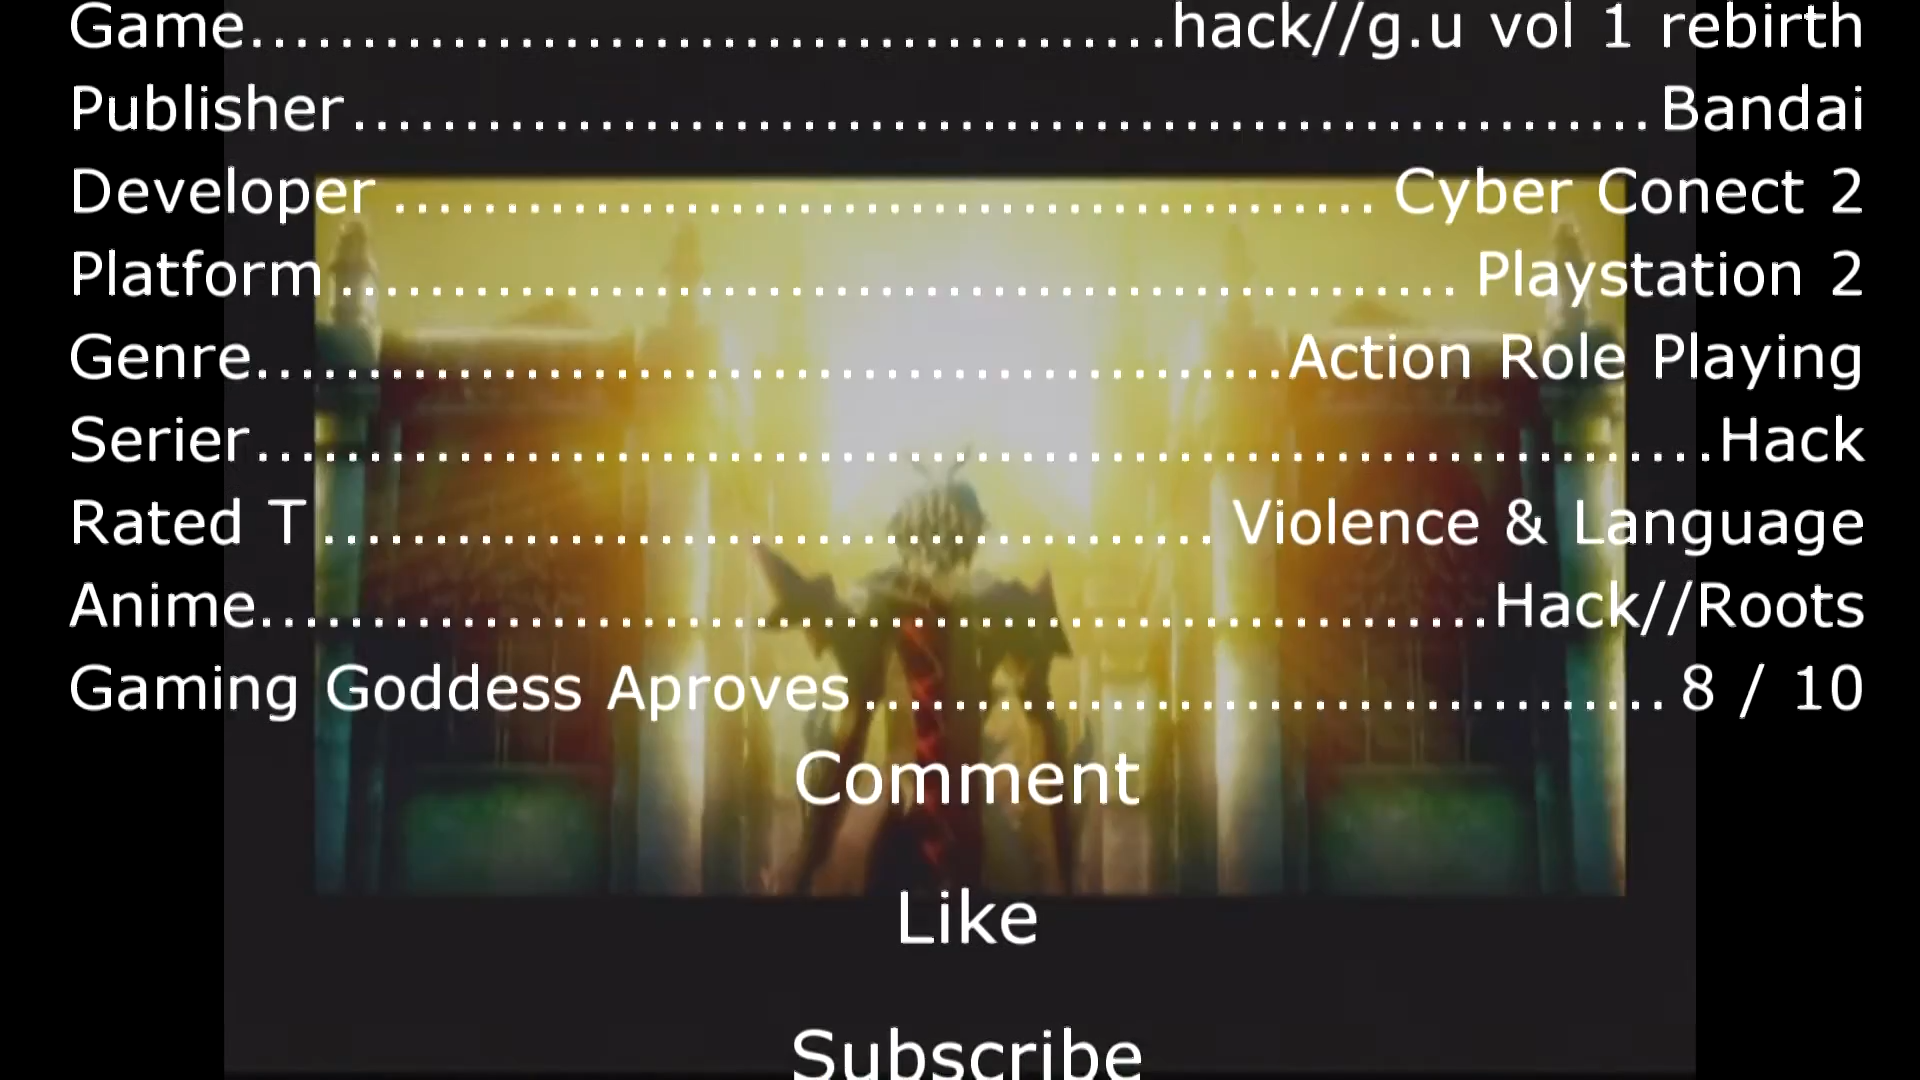 Game........................................hack//g.u vol 1 rebirth
Publisher..........................................................Bandai
Developer ............................................ Cyber Conect 2
Platform.................................................. Playstation 2
Genre..............................................Action Role Playing
Serier.................................................................Hack
Rated T........................................ Violence & Language
Anime.......................................................Hack//Roots
Gaming Goddess Aproves.................................... 8 / 10
Comment
Like
Subscribe